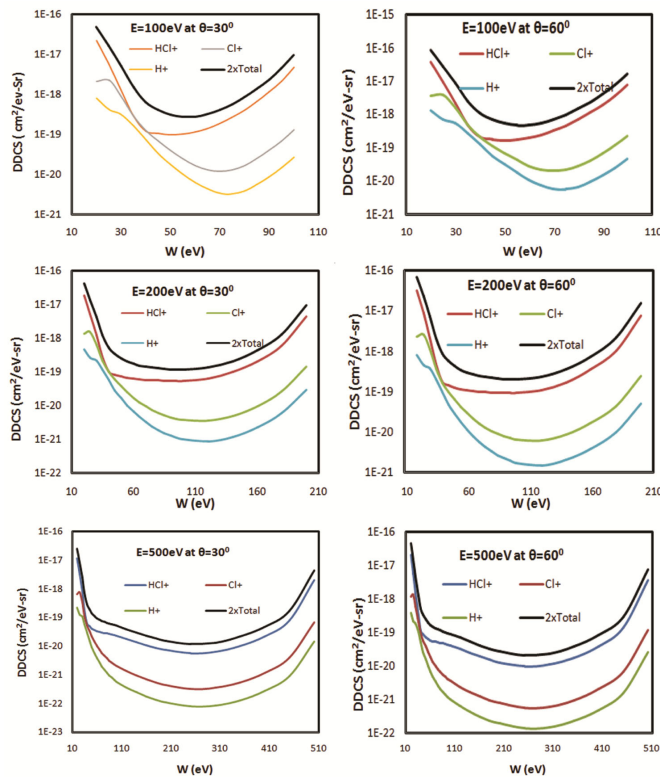 E=100eV at θ=30⁰
1E-16
1E-17
1E-18
1E-19
1E-20
1E-21
DDCS (cm²/eV-sr)
HCl+
Cl+
H+
2xTotal
10 30 50 70 90 110
W (eV)
E=100eV at θ=60⁰
1E-15
1E-16
1E-17
1E-18
1E-19
1E-20
1E-21
DDCS (cm²/eV-sr)
HCl+
Cl+
H+
2xTotal
10 30 50 70 90 110
W (eV)
E=200eV at θ=30⁰
1E-16
1E-17
1E-18
1E-19
1E-20
1E-21
1E-22
DDCS (cm²/eV-sr)
HCl+
Cl+
H+
2xTotal
10 60 110 160 210
W (eV)
E=200eV at θ=60⁰
1E-16
1E-17
1E-18
1E-19
1E-20
1E-21
DDCS (cm²/eV-sr)
HCl+
Cl+
H+
2xTotal
10 60 110 160 210
W (eV)
E=500eV at θ=30⁰
1E-16
1E-17
1E-18
1E-19
1E-20
1E-21
1E-22
1E-23
DDCS (cm²/eV-sr)
HCl+
Cl+
H+
2xTotal
10 110 210 310 410 510
W (eV)
E=500eV at θ=60⁰
1E-16
1E-17
1E-18
1E-19
1E-20
1E-21
1E-22
DDCS (cm²/eV-sr)
HCl+
Cl+
H+
2xTotal
10 110 210 310 410 510
W (eV)